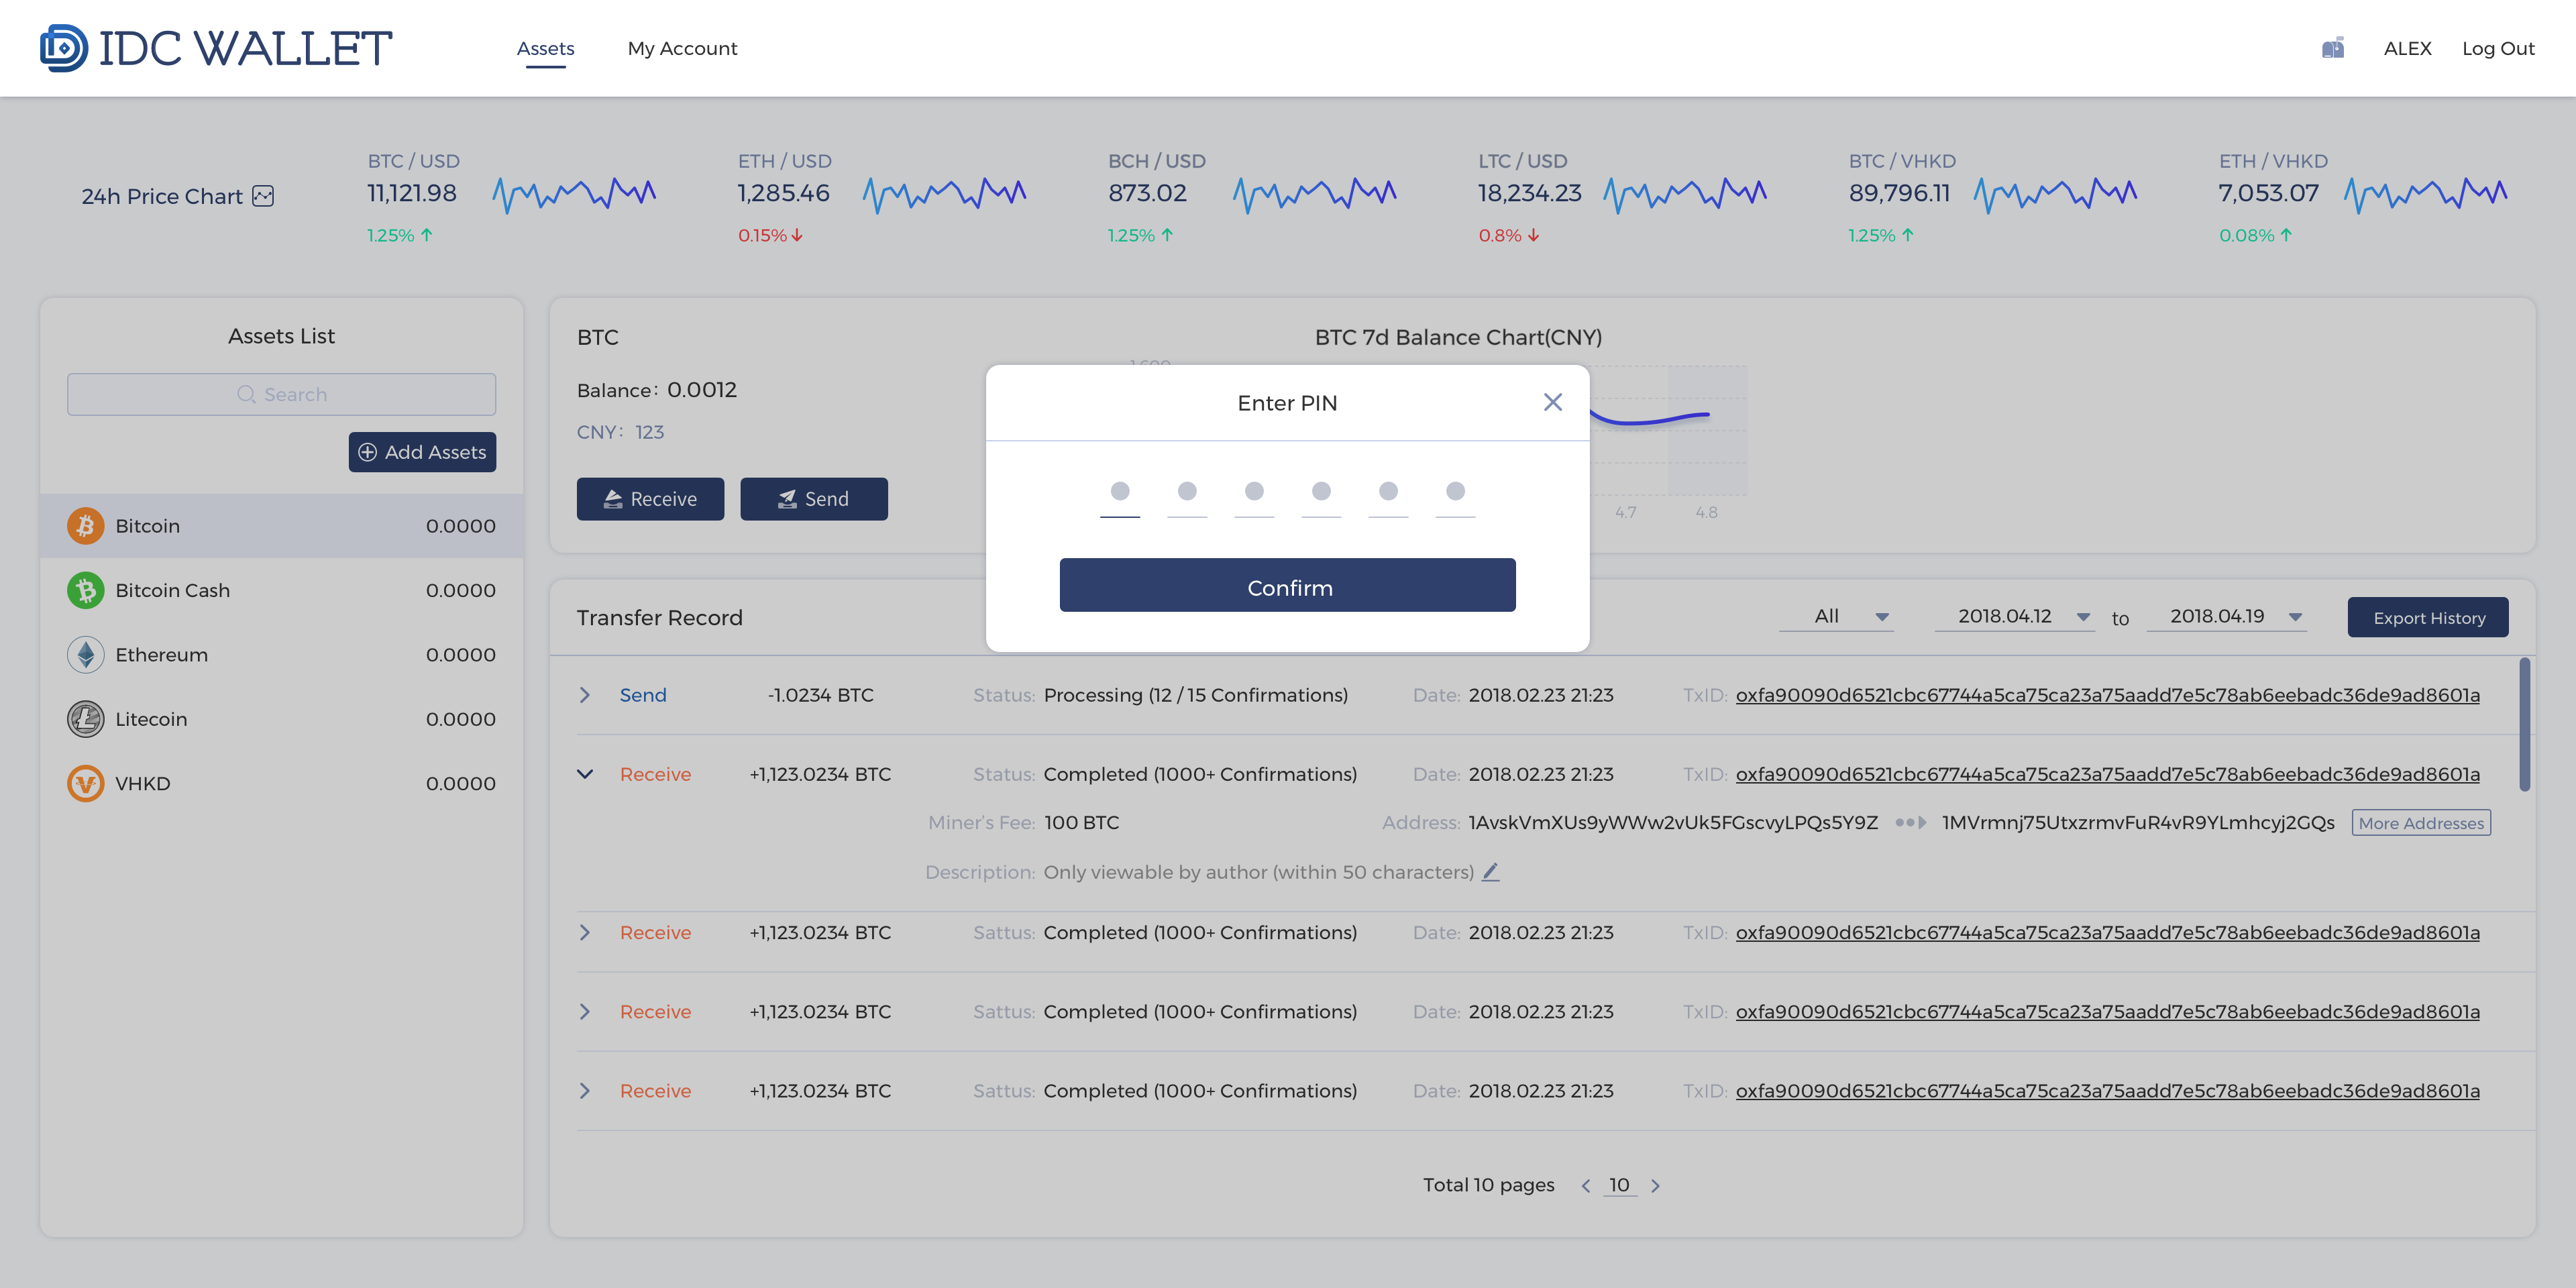 IDC WALLET
Assets
My Account
ALEX
Log Out
24h Price Chart
BTC / USD
11,121.98
1.25%
ETH / USD
1,285.46
0.15%
BCH / USD
873.02
1.25%
LTC / USD
18,234.23
0.8%
BTC / VHKD
89,796.11
1.25%
ETH / VHKD
7,053.07
0.08%
Assets List
Search
Add Assets
Bitcoin 0.0000
Bitcoin Cash 0.0000
Ethereum 0.0000
Litecoin 0.0000
VHKD 0.0000
BTC
Balance: 0.0012
CNY: 123
Receive
Send
BTC 7d Balance Chart(CNY)
4.7
4.8
Enter PIN
Confirm
Transfer Record
All
2018.04.12 to 2018.04.19
Export History
Send -1.0234 BTC Status: Processing (12 / 15 Confirmations) Date: 2018.02.23 21:23 TxID: oxfa90090d6521cbc67744a5ca75ca23a75aadd7e5c78ab6eebadc36de9ad8601a
Receive +1,123.0234 BTC Status: Completed (1000+ Confirmations) Date: 2018.02.23 21:23 TxID: oxfa90090d6521cbc67744a5ca75ca23a75aadd7e5c78ab6eebadc36de9ad8601a
Miner's Fee: 100 BTC Address: 1AvskVmXUs9yWWw2vUk5FGscvyLPQs5Y9Z 1MVrmnj75UtxzrmvFuR4vR9YLmhcyj2GQs More Addresses
Description: Only viewable by author (within 50 characters)
Receive +1,123.0234 BTC Sattus: Completed (1000+ Confirmations) Date: 2018.02.23 21:23 TxID: oxfa90090d6521cbc67744a5ca75ca23a75aadd7e5c78ab6eebadc36de9ad8601a
Receive +1,123.0234 BTC Sattus: Completed (1000+ Confirmations) Date: 2018.02.23 21:23 TxID: oxfa90090d6521cbc67744a5ca75ca23a75aadd7e5c78ab6eebadc36de9ad8601a
Receive +1,123.0234 BTC Sattus: Completed (1000+ Confirmations) Date: 2018.02.23 21:23 TxID: oxfa90090d6521cbc67744a5ca75ca23a75aadd7e5c78ab6eebadc36de9ad8601a
Total 10 pages 10